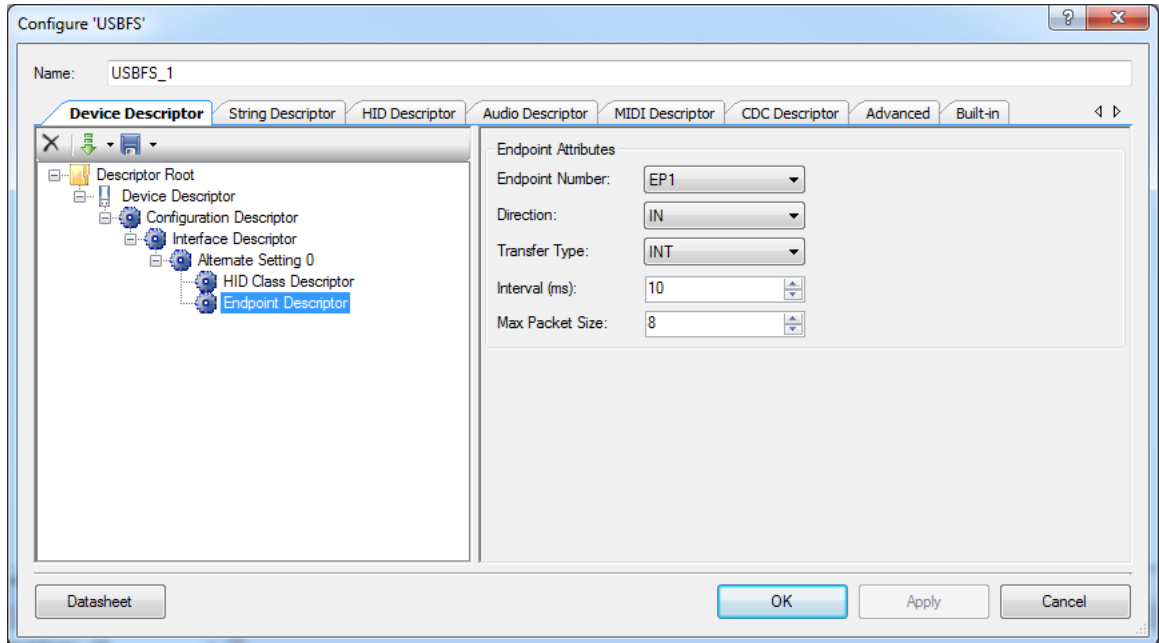 Configure 'USBFS'
Name: USBFS_1
Device Descriptor String Descriptor HID Descriptor Audio Descriptor MIDI Descriptor CDC Descriptor Advanced Built-in
Descriptor Root
Device Descriptor
Configuration Descriptor
Interface Descriptor
Alternate Setting 0
HID Class Descriptor
Endpoint Descriptor
Endpoint Attributes
Endpoint Number: EP1
Direction: IN
Transfer Type: INT
Interval (ms): 10
Max Packet Size: 8
Datasheet OK Apply Cancel